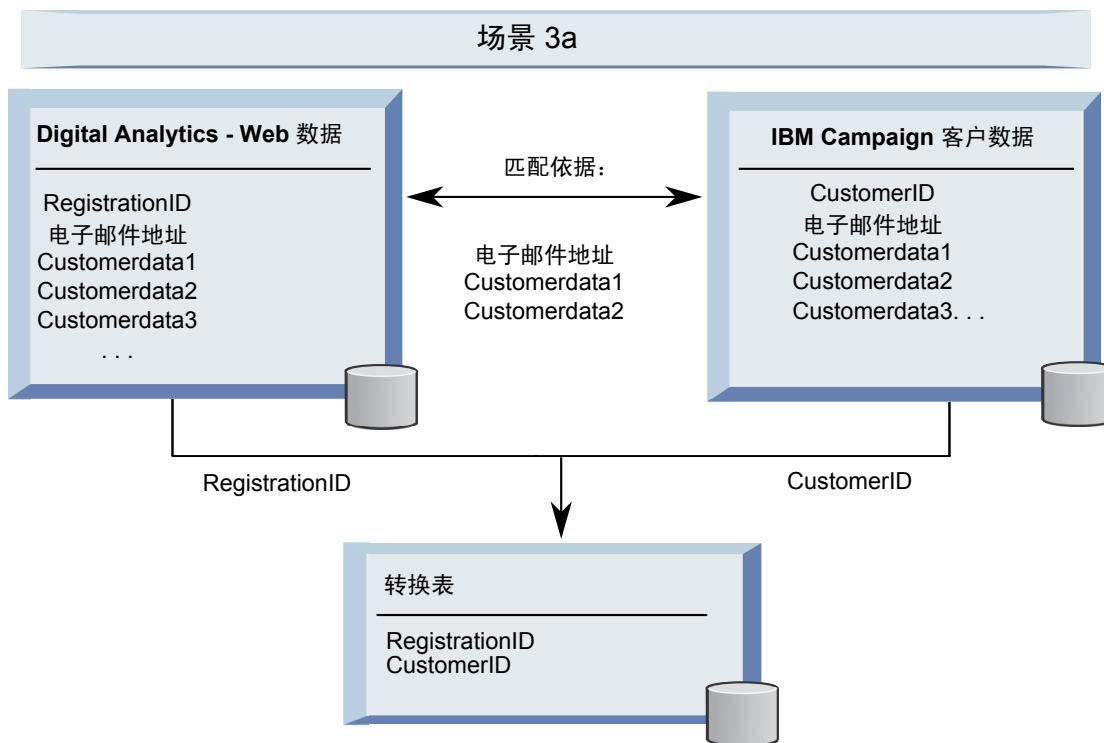 场景 3a
Digital Analytics - Web 数据
RegistrationID
电子邮件地址
Customerdata1
Customerdata2
Customerdata3
. . .
匹配依据：
电子邮件地址
Customerdata1
Customerdata2
IBM Campaign 客户数据
CustomerID
电子邮件地址
Customerdata1
Customerdata2
Customerdata3. . .
RegistrationID
CustomerID
转换表
RegistrationID
CustomerID